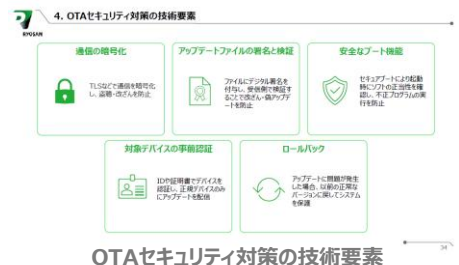 4. OTAセキュリティ対策の技術要素
RYOSAN
通信の暗号化
TLSなどで通信を暗号化
し、盗聴・改ざんを防止
アップデートファイルの署名と検証
ファイルにデジタル署名を
付与し、受信側で検証す
ることで改ざん・偽アップデ
ートを防止
安全なブート機能
セキュアブートにより起動
時にソフトの正当性を確
認し、不正プログラムの実
行を防止
対象デバイスの事前認証
IDや証明書でデバイスを
認証し、正規デバイスのみ
にアップデートを配信
ロールバック
アップデートに問題が発生
した場合、以前の正常な
バージョンに戻してシステム
を保護
34
OTAセキュリティ対策の技術要素